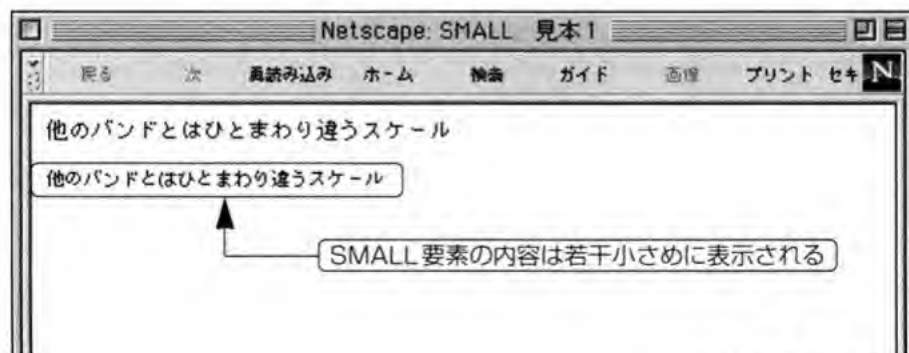 Netscape: SMALL 見本1
戻る 次 再読み込み ホーム 検索 ガイド 画像 プリント セキ N
他のバンドとはひとまわり違うスケール
他のバンドとはひとまわり違うスケール
SMALL要素の内容は若干小さめに表示される